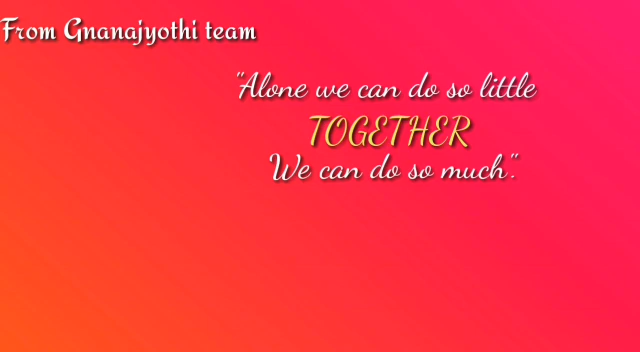 From Gnanajyothi team
"Alone we can do so little
TOGETHER
We can do so much".